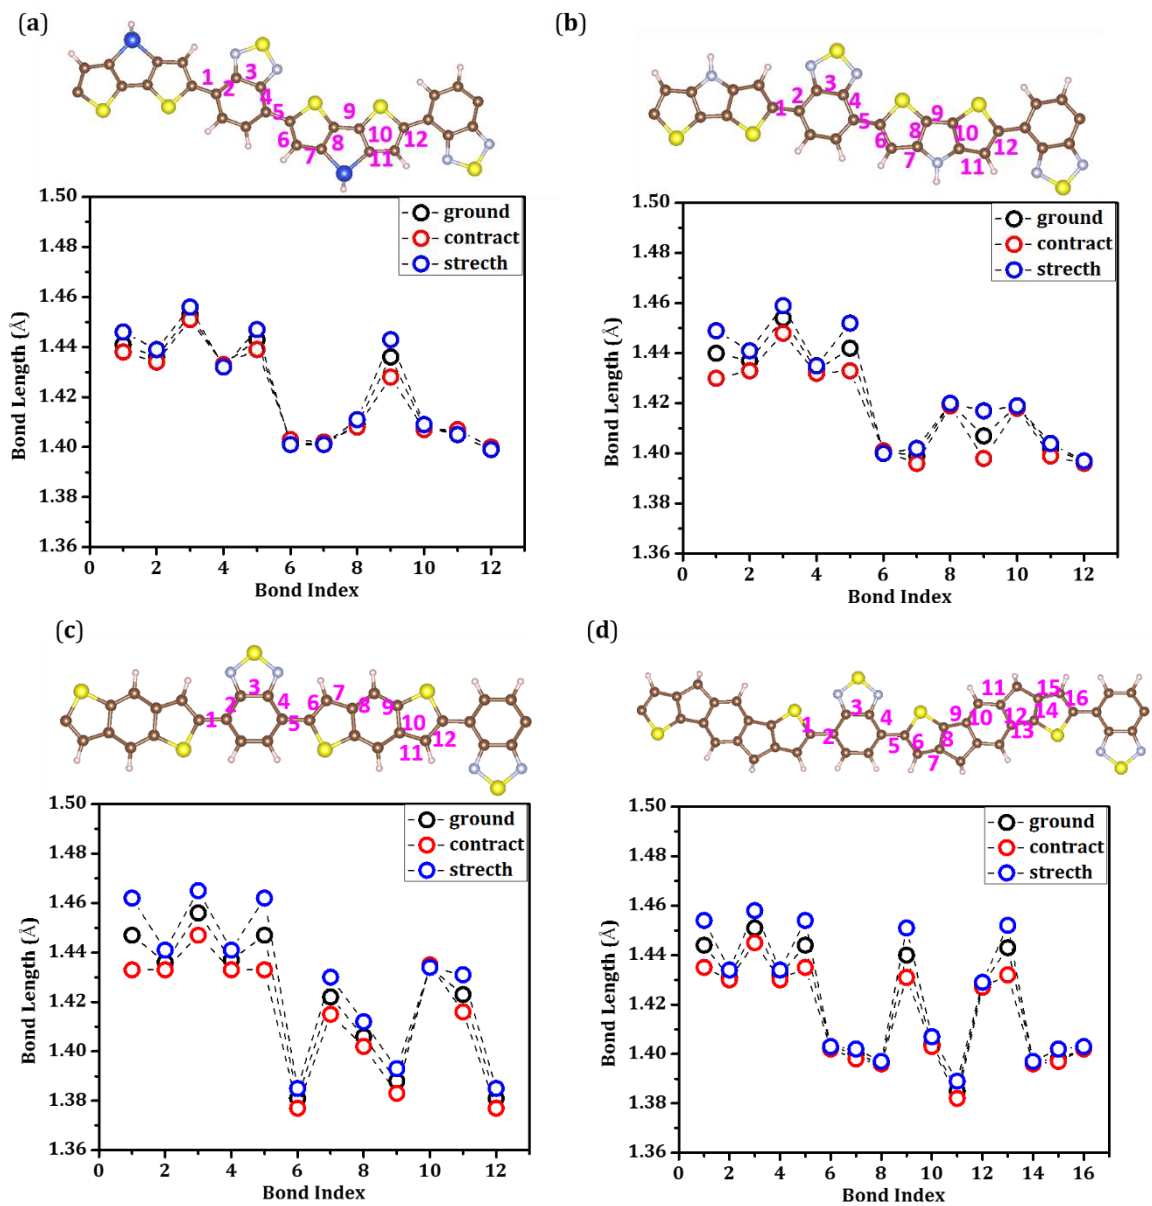 (a)
1 2 3 4 5 6 7 8 9 10 11 12
Bond Length (Å)
1.50
1.48
1.46
1.44
1.42
1.40
1.38
1.36
ground
contract
strecth
0 2 4 6 8 10 12
Bond Index
(b)
1 2 3 4 5 6 7 8 9 10 11 12
Bond Length (Å)
1.50
1.48
1.46
1.44
1.42
1.40
1.38
1.36
ground
contract
strecth
0 2 4 6 8 10 12
Bond Index
(c)
1 2 3 4 5 6 7 8 9 10 11 12
Bond Length (Å)
1.50
1.48
1.46
1.44
1.42
1.40
1.38
1.36
ground
contract
strecth
0 2 4 6 8 10 12
Bond Index
(d)
1 2 3 4 5 6 7 8 9 10 11 12 13 14 15 16
Bond Length (Å)
1.50
1.48
1.46
1.44
1.42
1.40
1.38
1.36
ground
contract
strecth
0 2 4 6 8 10 12 14 16
Bond Index